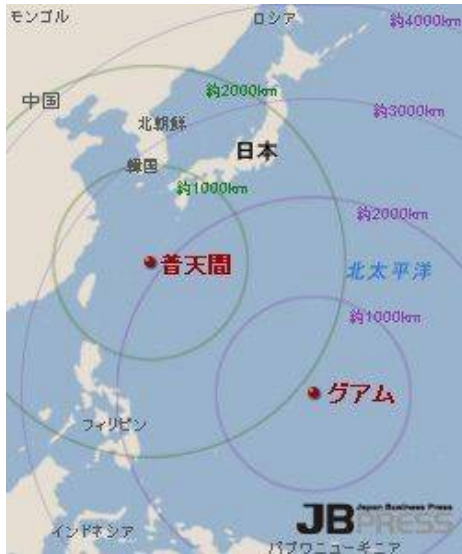 モンゴル
ロシア
約4000km
中国
約2000km
約3000km
北朝鮮
日本
韓国
約1000km
約2000km
普天間
北太平洋
約1000km
グアム
フィリピン
Japan Business Press
JB PRESS
インドネシア
パプワニューギニア